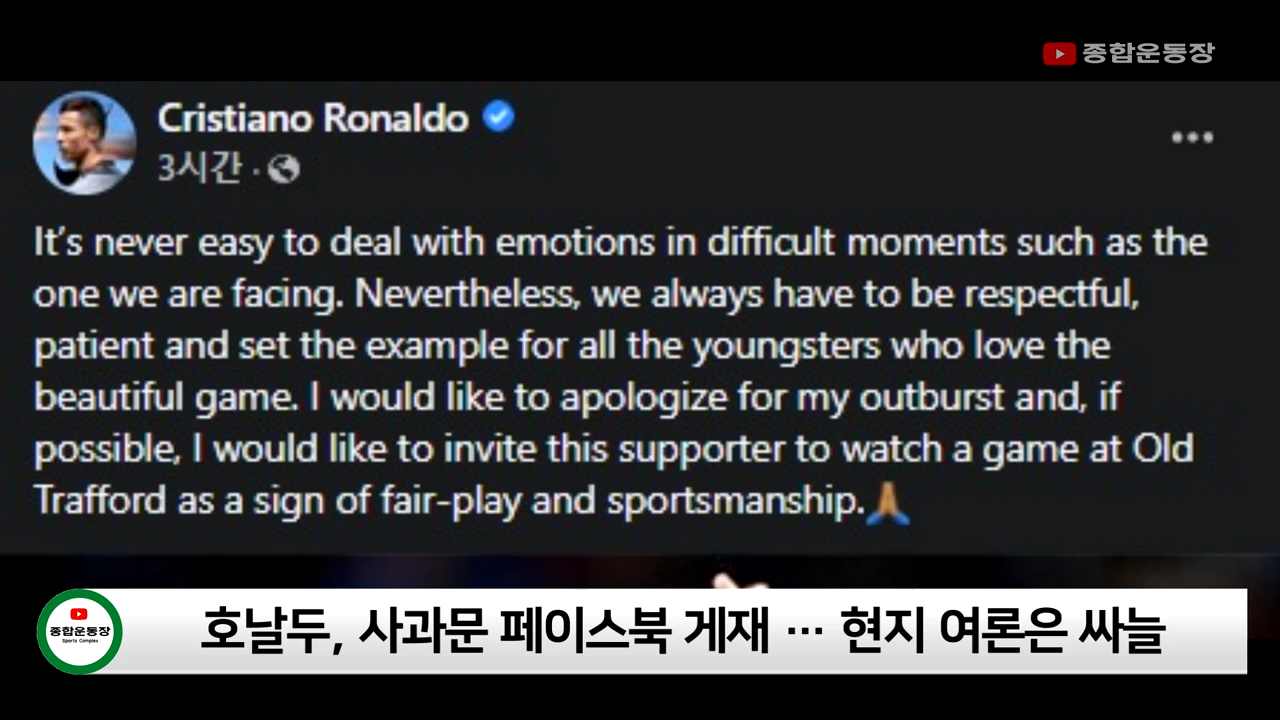 종합운동장
Cristiano Ronaldo
3시간 ·
It's never easy to deal with emotions in difficult moments such as the
one we are facing. Nevertheless, we always have to be respectful,
patient and set the example for all the youngsters who love the
beautiful game. I would like to apologize for my outburst and, if
possible, I would like to invite this supporter to watch a game at Old
Trafford as a sign of fair-play and sportsmanship.🙏
종합운동장
Sports Complex
호날두, 사과문 페이스북 게재 … 현지 여론은 싸늘